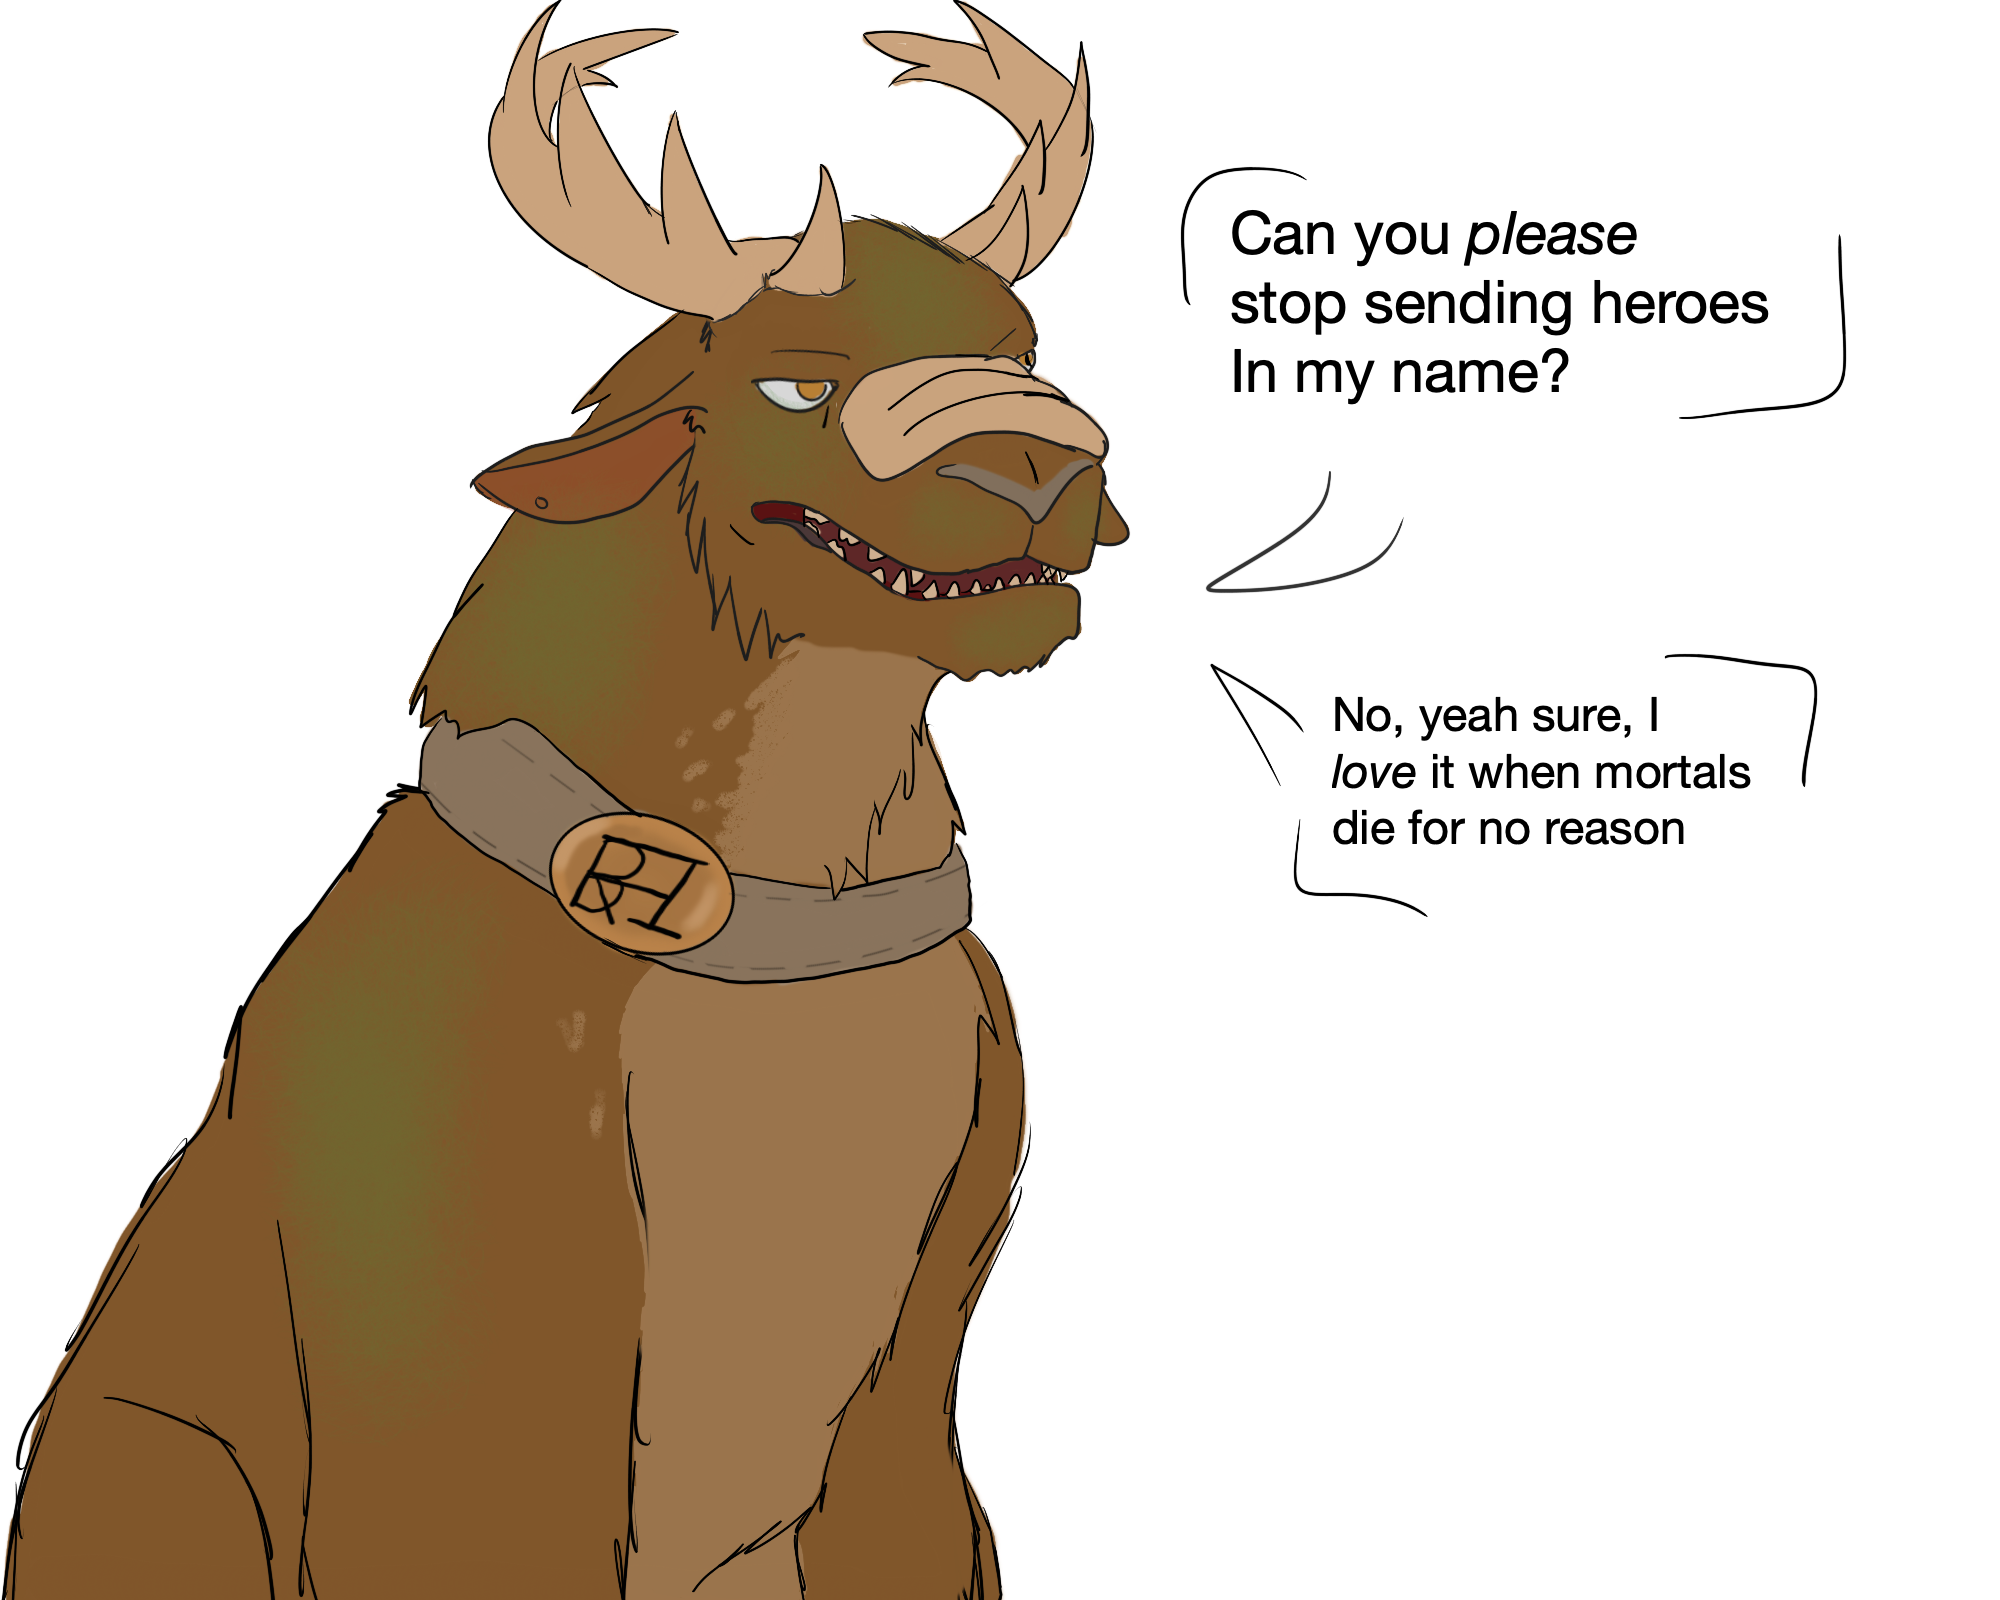 Can you please
stop sending heroes
In my name?
No, yeah sure, I
love it when mortals
die for no reason